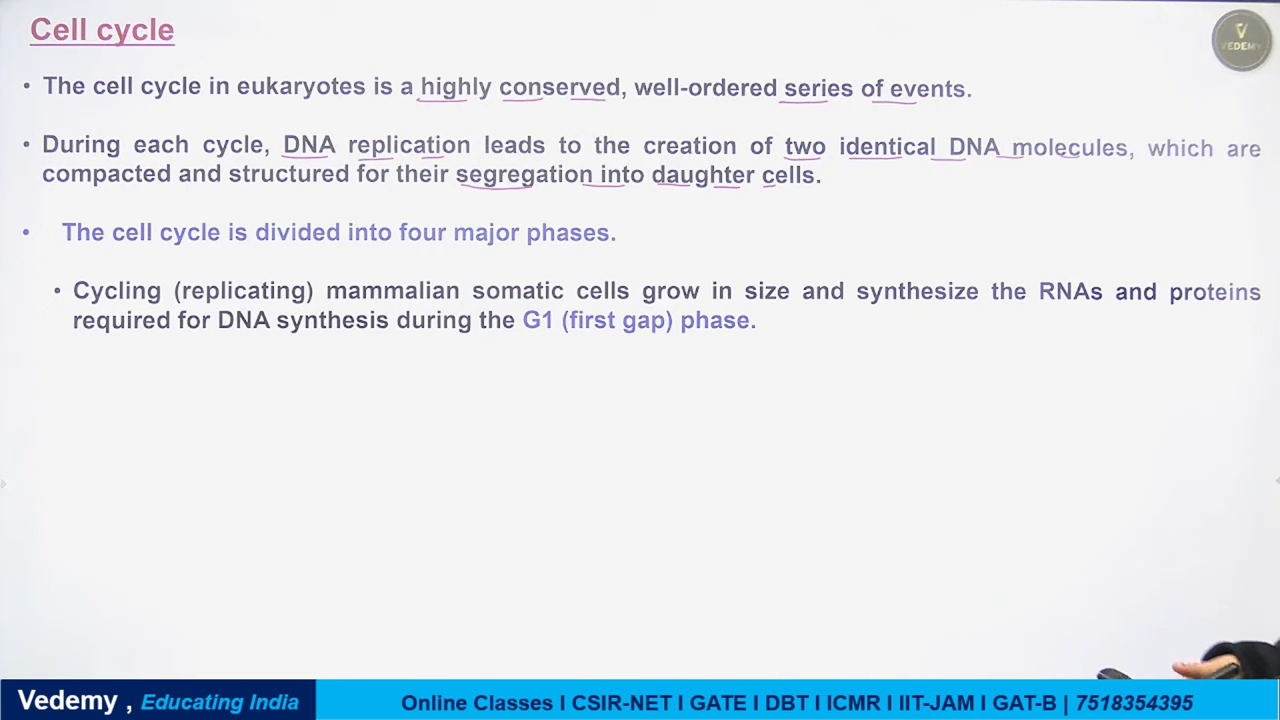 Cell cycle
V
VEDEMY
• The cell cycle in eukaryotes is a highly conserved, well-ordered series of events.
• During each cycle, DNA replication leads to the creation of two identical DNA molecules, which are
compacted and structured for their segregation into daughter cells.
• The cell cycle is divided into four major phases.
• Cycling (replicating) mammalian somatic cells grow in size and synthesize the RNAs and proteins
required for DNA synthesis during the G1 (first gap) phase.
Vedemy , Educating India
Online Classes I CSIR-NET I GATE I DBT I ICMR I IIT-JAM I GAT-B | 7518354395